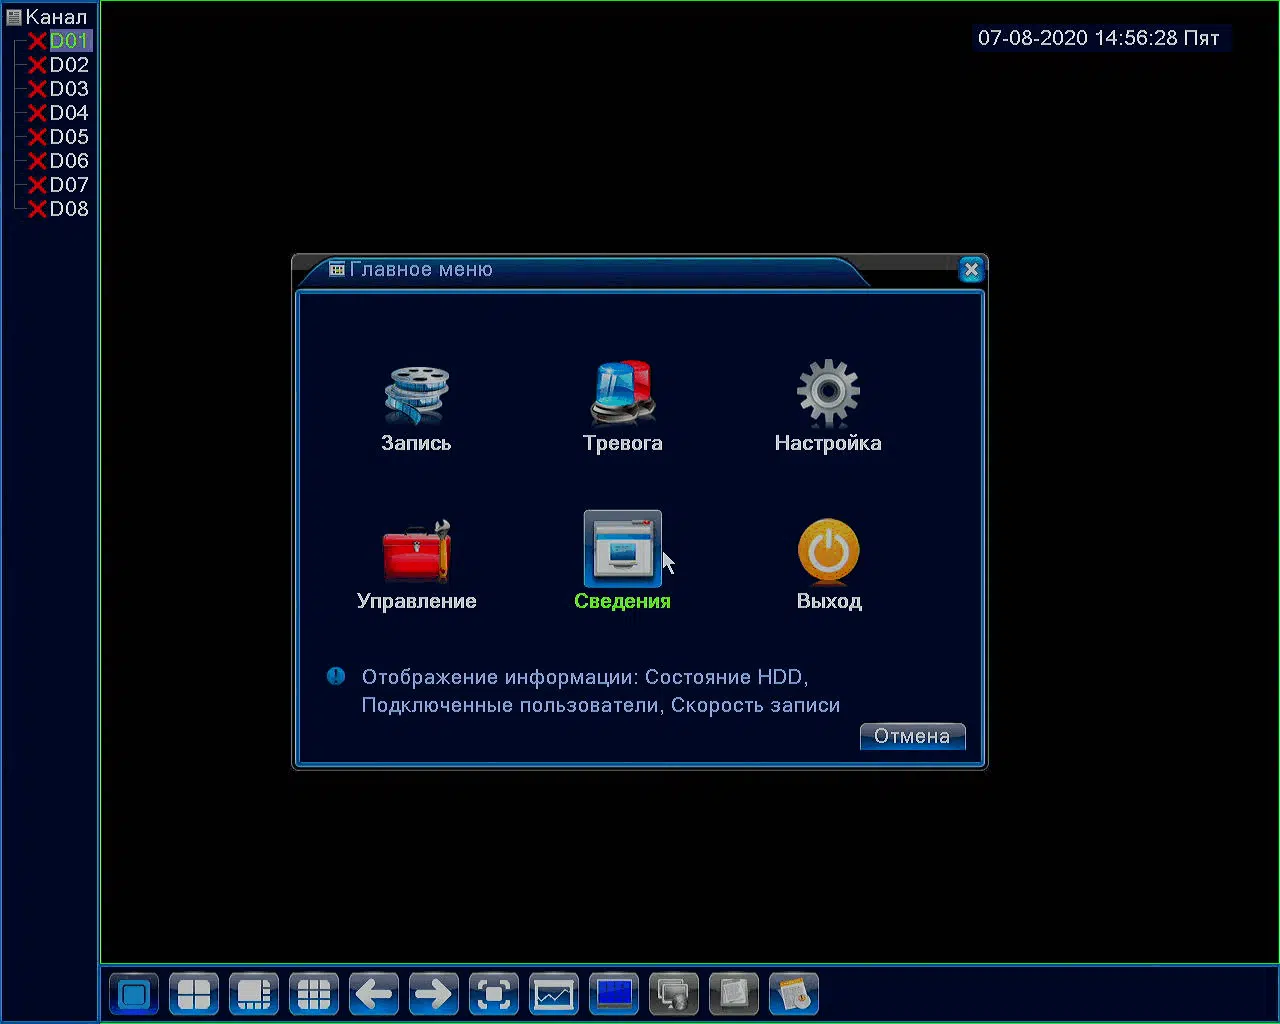 Канал
D01
D02
D03
D04
D05
D06
D07
D08
07-08-2020 14:56:28 Пят
Главное меню
Запись
Тревога
Настройка
Управление
Сведения
Выход
Отображение информации: Состояние HDD,
Подключенные пользователи, Скорость записи
Отмена